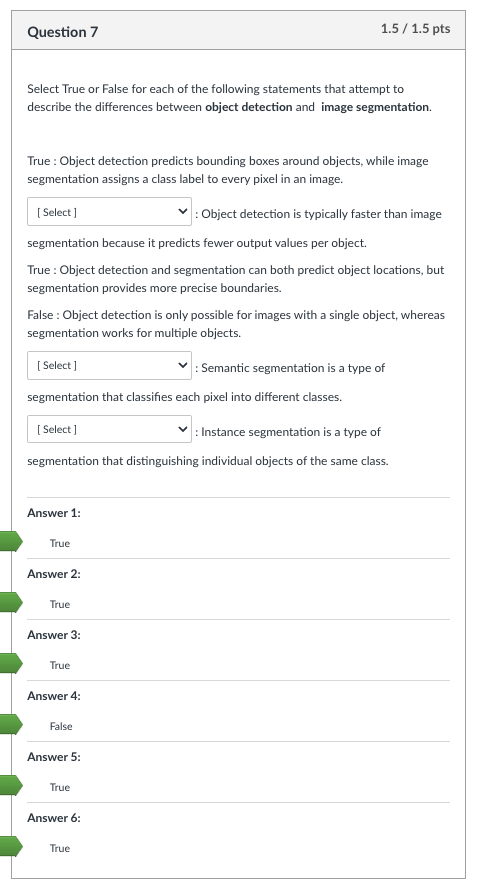 Question 7
1.5 / 1.5 pts
Select True or False for each of the following statements that attempt to
describe the differences between object detection and image segmentation.
True : Object detection predicts bounding boxes around objects, while image
segmentation assigns a class label to every pixel in an image.
[ Select ] : Object detection is typically faster than image
segmentation because it predicts fewer output values per object.
True : Object detection and segmentation can both predict object locations, but
segmentation provides more precise boundaries.
False : Object detection is only possible for images with a single object, whereas
segmentation works for multiple objects.
[ Select ] : Semantic segmentation is a type of
segmentation that classifies each pixel into different classes.
[ Select ] : Instance segmentation is a type of
segmentation that distinguishing individual objects of the same class.
Answer 1:
True
Answer 2:
True
Answer 3:
True
Answer 4:
False
Answer 5:
True
Answer 6:
True